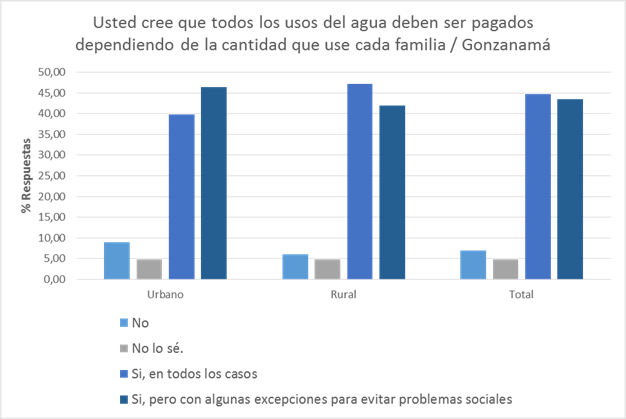 Usted cree que todos los usos del agua deben ser pagados
dependiendo de la cantidad que use cada familia / Gonzanamá
% Respuestas
50,00
45,00
40,00
35,00
30,00
25,00
20,00
15,00
10,00
5,00
0,00
Urbano Rural Total
No
No lo sé.
Si, en todos los casos
Si, pero con algunas excepciones para evitar problemas sociales